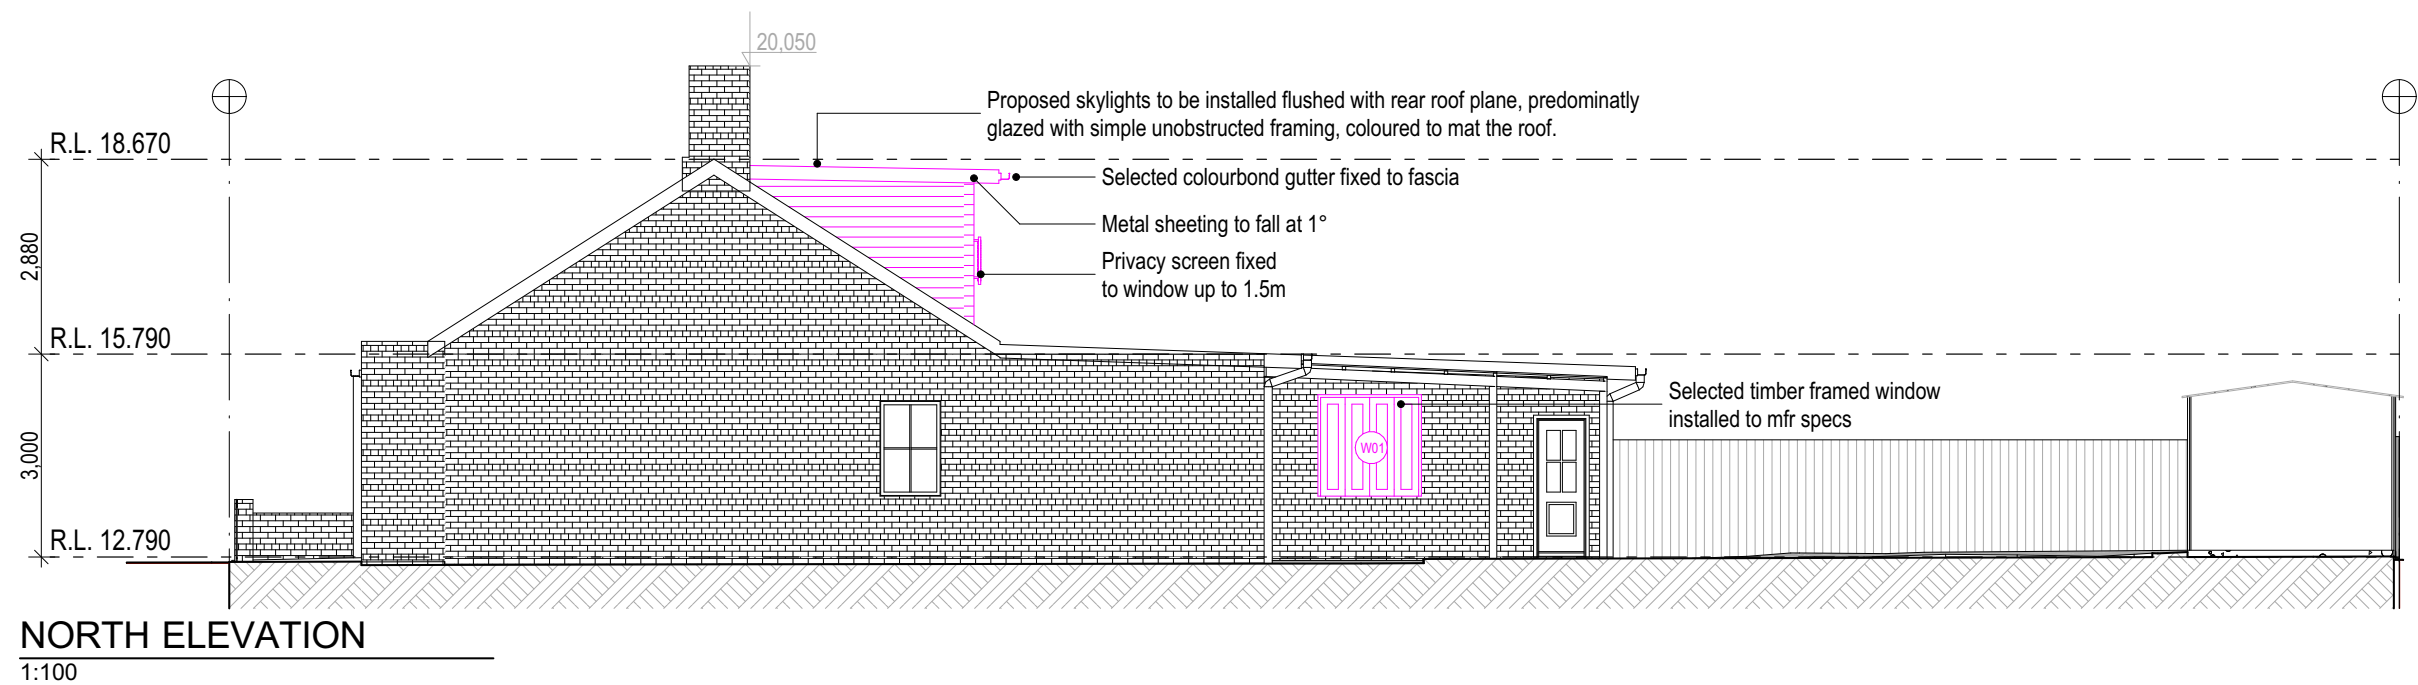 20,050
Proposed skylights to be installed flushed with rear roof plane, predominatly
glazed with simple unobstructed framing, coloured to mat the roof.
R.L. 18.670
Selected colourbond gutter fixed to fascia
Metal sheeting to fall at 1°
2,880
Privacy screen fixed
to window up to 1.5m
R.L. 15.790
Selected timber framed window
installed to mfr specs
W01
3,000
R.L. 12.790
NORTH ELEVATION
1:100